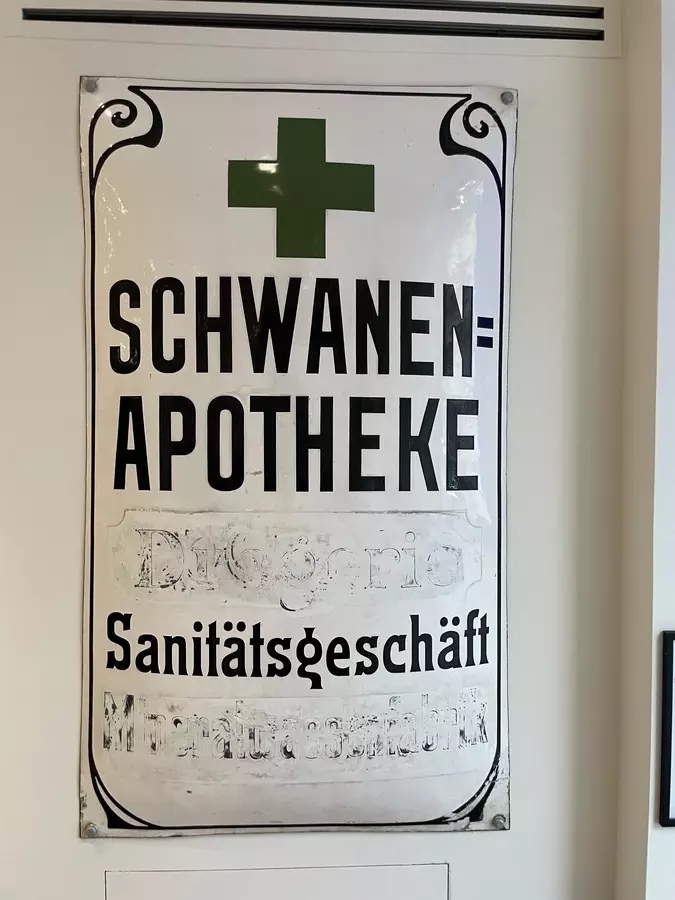 SCHWANEN=
APOTHEKE
Drogerie
Sanitätsgeschäft
Mineralwasserfabrik